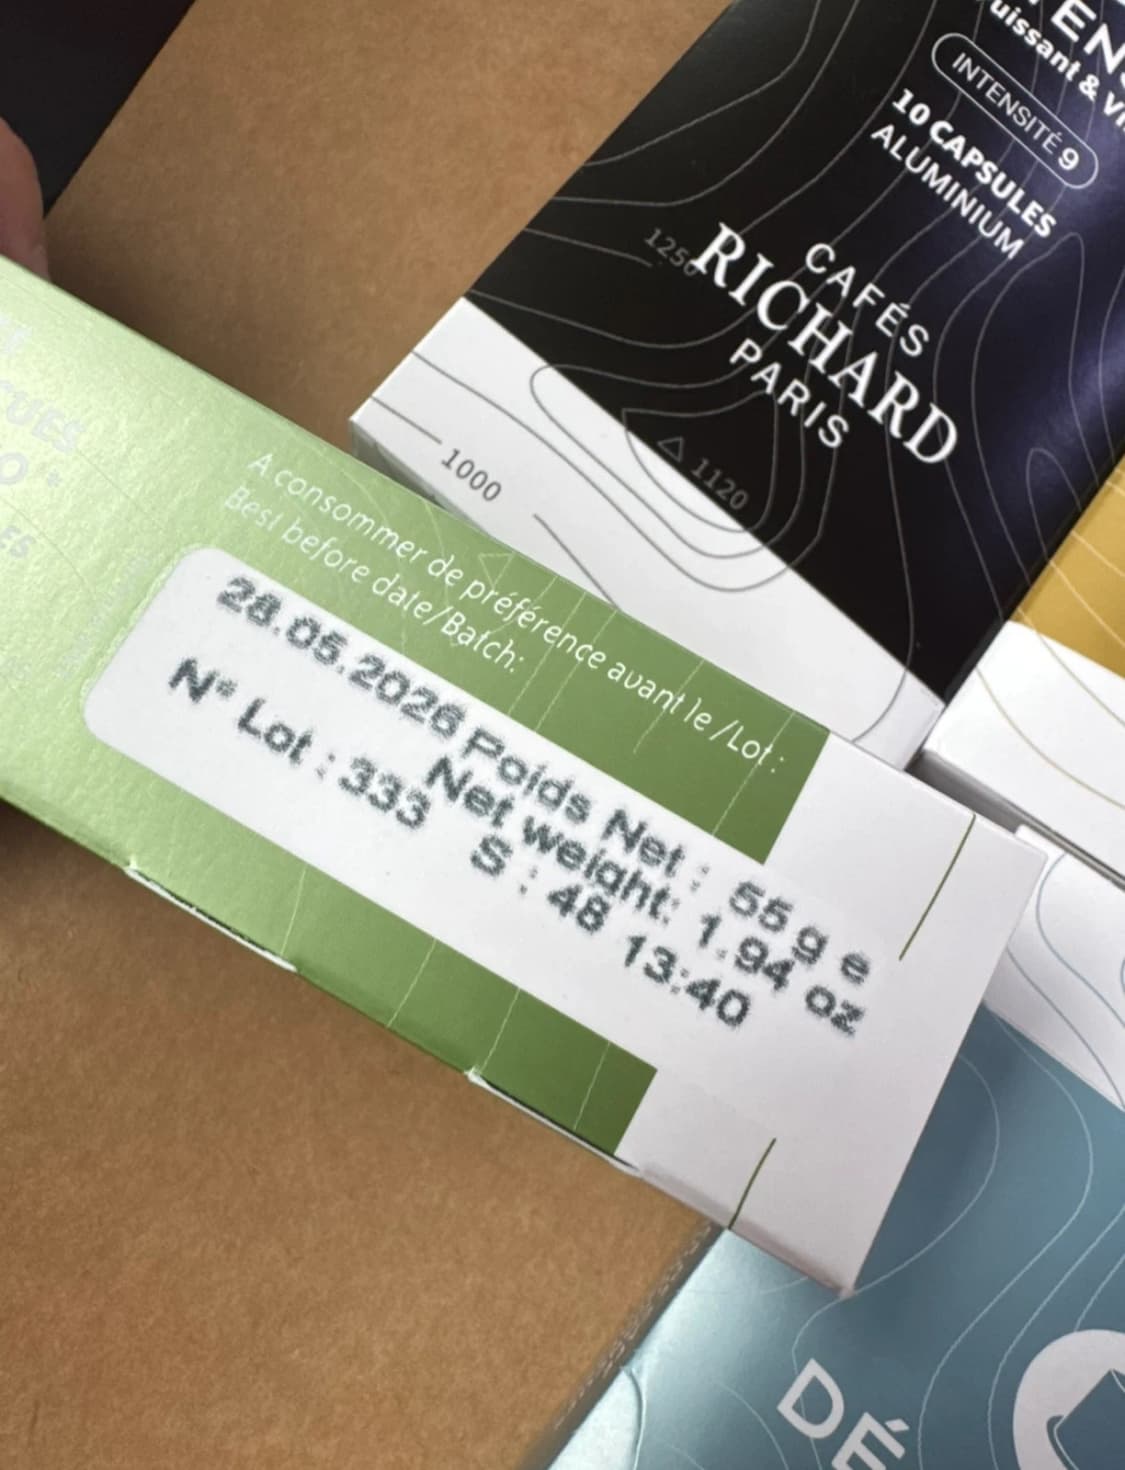 uissant & vi
INTENSITÉ 9
10 CAPSULES
ALUMINIUM
CAFÉS
RICHARD
PARIS
1250
1120
1000
A consommer de préférence avant le /Lot :
Best before date/Batch:
28.05.2026 Poids Net : 55 g e
Net weight: 1.94 oz
N° Lot : 333 S : 48 13:40
DÉ